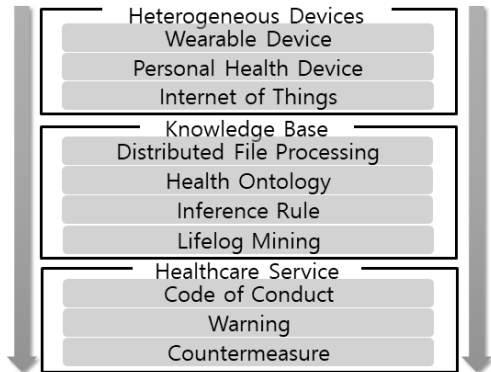 Heterogeneous Devices
Wearable Device
Personal Health Device
Internet of Things
Knowledge Base
Distributed File Processing
Health Ontology
Inference Rule
Lifelog Mining
Healthcare Service
Code of Conduct
Warning
Countermeasure